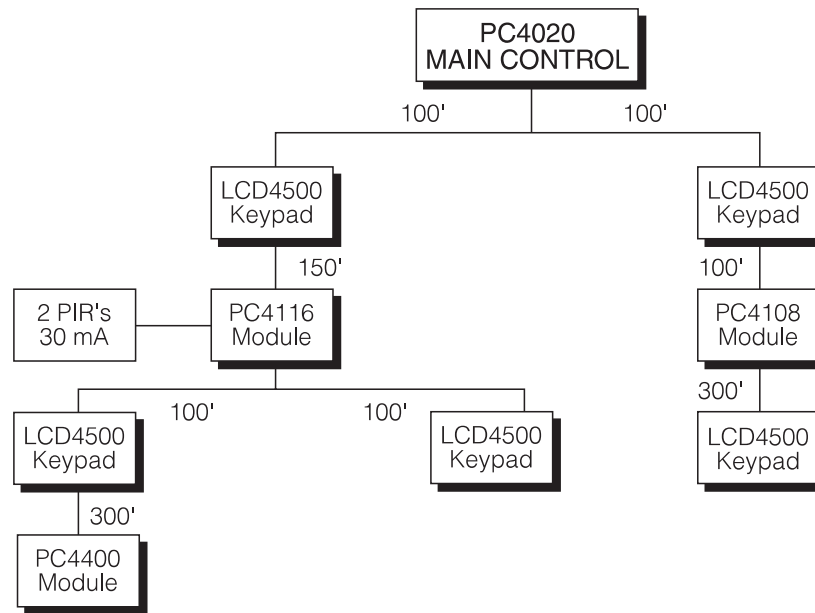 PC4020
MAIN CONTROL
100'
100'
LCD4500
Keypad
LCD4500
Keypad
150'
100'
2 PIR's
30 mA
PC4116
Module
PC4108
Module
100'
100'
300'
LCD4500
Keypad
LCD4500
Keypad
LCD4500
Keypad
300'
PC4400
Module